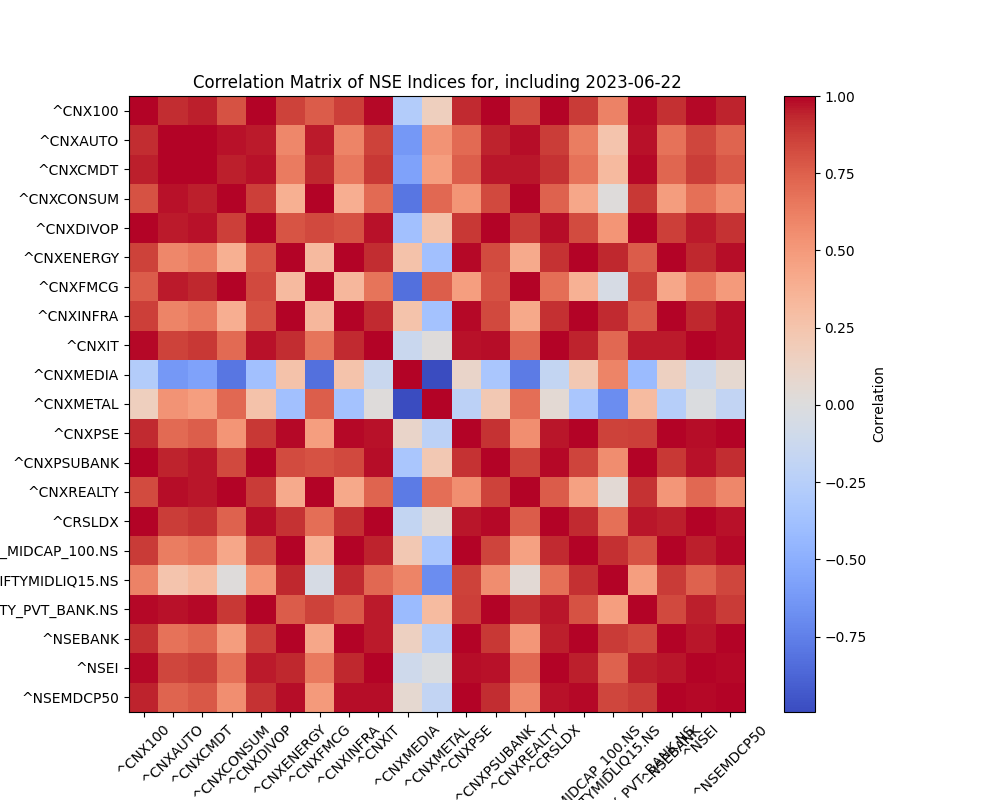 Correlation Matrix of NSE Indices for, including 2023-06-22
^CNX100
^CNXAUTO
^CNXCMDT
^CNXCONSUM
^CNXDIVOP
^CNXENERGY
^CNXFMCG
^CNXINFRA
^CNXIT
^CNXMEDIA
^CNXMETAL
^CNXPSE
^CNXPSUBANK
^CNXREALTY
^CRSLDX
_MIDCAP_100.NS
IFTYMIDLIQ15.NS
TY_PVT_BANK.NS
^NSEBANK
^NSEI
^NSEMDCP50
^CNX100
^CNXAUTO
^CNXCMDT
^CNXCONSUM
^CNXDIVOP
^CNXENERGY
^CNXFMCG
^CNXINFRA
^CNXIT
^CNXMEDIA
^CNXMETAL
^CNXPSE
^CNXPSUBANK
^CNXREALTY
^CRSLDX
MIDCAP_100.NS
TYMIDLIQ15.NS
PVT_BANK.NS
^NSEBANK
^NSEI
^NSEMDCP50
1.00
0.75
0.50
0.25
0.00
−0.25
−0.50
−0.75
Correlation